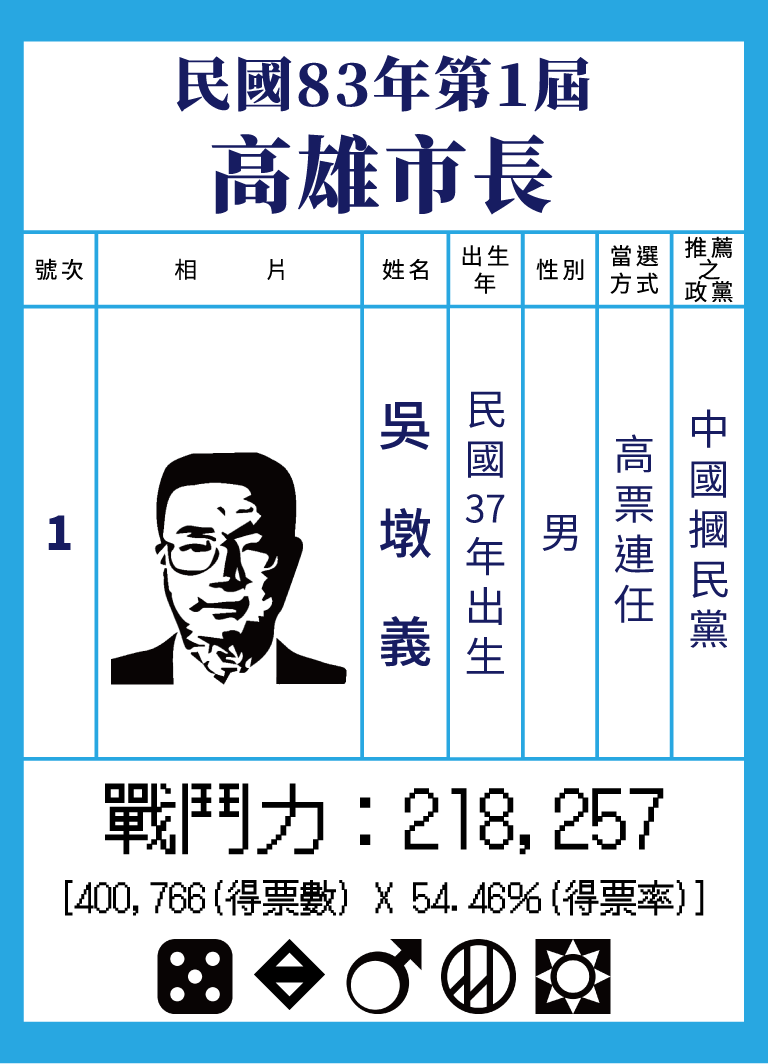 民國83年第1屆
高雄市長
號次
相 片
姓名
出生
年
性別
當選
方式
推薦
之
政黨
1
吳墩義
民國37年出生
男
高票連任
中國摑民黨
戰鬥力：218,257
[400,766(得票數) X 54.46%(得票率)]